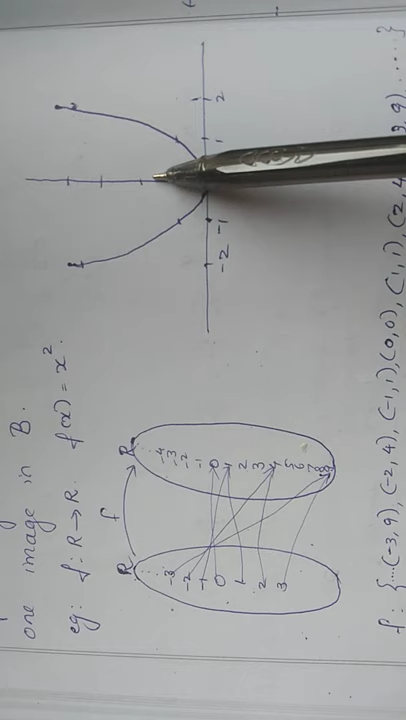 one image in B.
eg: f: R→R. f(x) = x².
f
R R
-3 -2 -1 0 1 2 3
-4 -3 -2 -1 0 1 2 3 4 5 6 7 8 9
-2 -1 1 2
f: {...(-3,9), (-2,4), (-1,1), (0,0), (1,1), (2,4 3,9) ....}